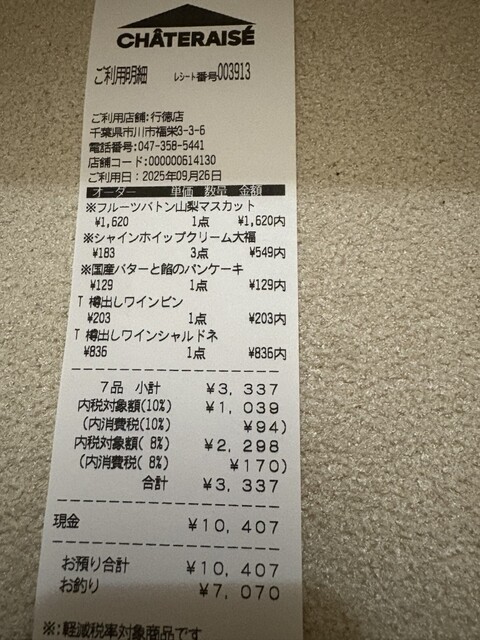 CHÂTERAISÉ
ご利用明細 レシート番号003913
ご利用店舗:行徳店
千葉県市川市福栄3-3-6
電話番号:047-358-5441
店舗コード:000000614130
ご利用日:2025年09月26日
オーダー 単価 数量 金額
※フルーツバトン山梨マスカット
¥1,620 1点 ¥1,620内
※シャインホイップクリーム大福
¥183 3点 ¥549内
※国産バターと餡のパンケーキ
¥129 1点 ¥129内
T 樽出しワインビン
¥203 1点 ¥203内
T 樽出しワインシャルドネ
¥836 1点 ¥836内
7品 小計 ¥3,337
内税対象額(10%) ¥1,039
(内消費税(10%) ¥94)
内税対象額( 8%) ¥2,298
(内消費税( 8%) ¥170)
合計 ¥3,337
現金 ¥10,407
お預り合計 ¥10,407
お釣り ¥7,070
※:軽減税率対象商品です